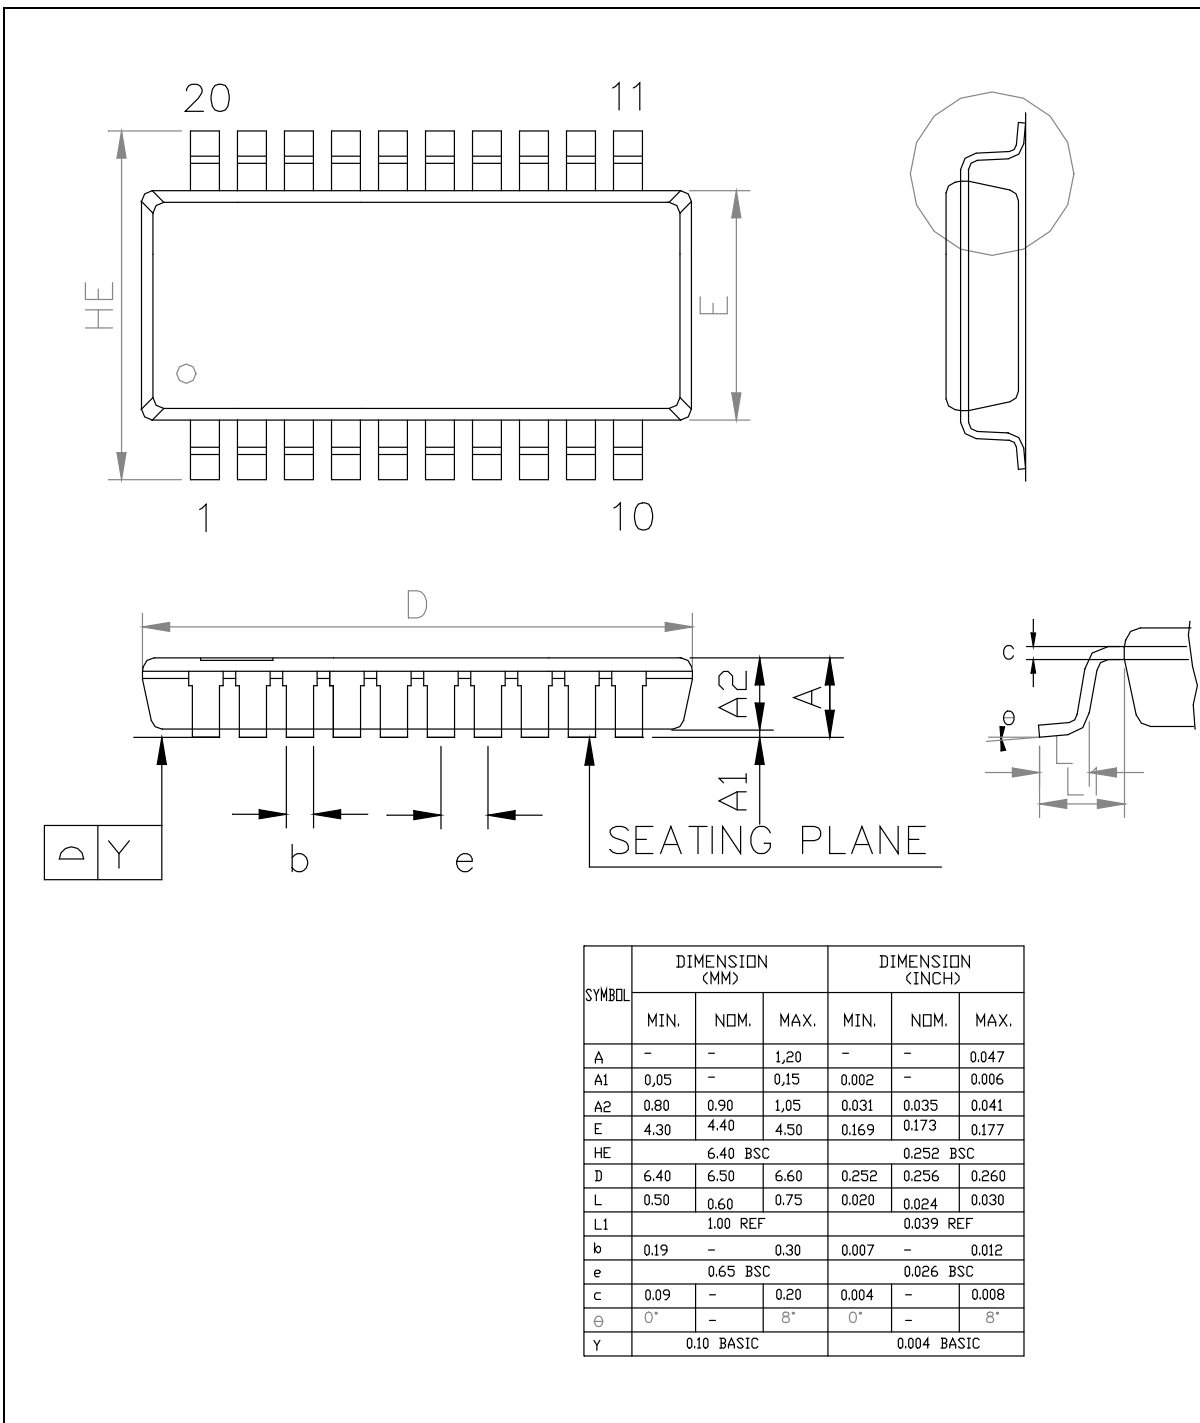 20 11
HE
E
1 10
D
A2
A
C
θ
L
L1
A1
Y
b
e
SEATING PLANE
SYMBOL DIMENSION (MM) DIMENSION (INCH)
MIN. NOM. MAX. MIN. NOM. MAX.
A - - 1,20 - - 0.047
A1 0,05 - 0,15 0.002 - 0.006
A2 0.80 0.90 1,05 0.031 0.035 0.041
E 4.30 4.40 4.50 0.169 0.173 0.177
HE 6.40 BSC 0.252 BSC
D 6.40 6.50 6.60 0.252 0.256 0.260
L 0.50 0.60 0.75 0.020 0.024 0.030
L1 1.00 REF 0.039 REF
b 0.19 - 0.30 0.007 - 0.012
e 0.65 BSC 0.026 BSC
c 0.09 - 0.20 0.004 - 0.008
θ 0° - 8° 0° - 8°
Y 0.10 BASIC 0.004 BASIC